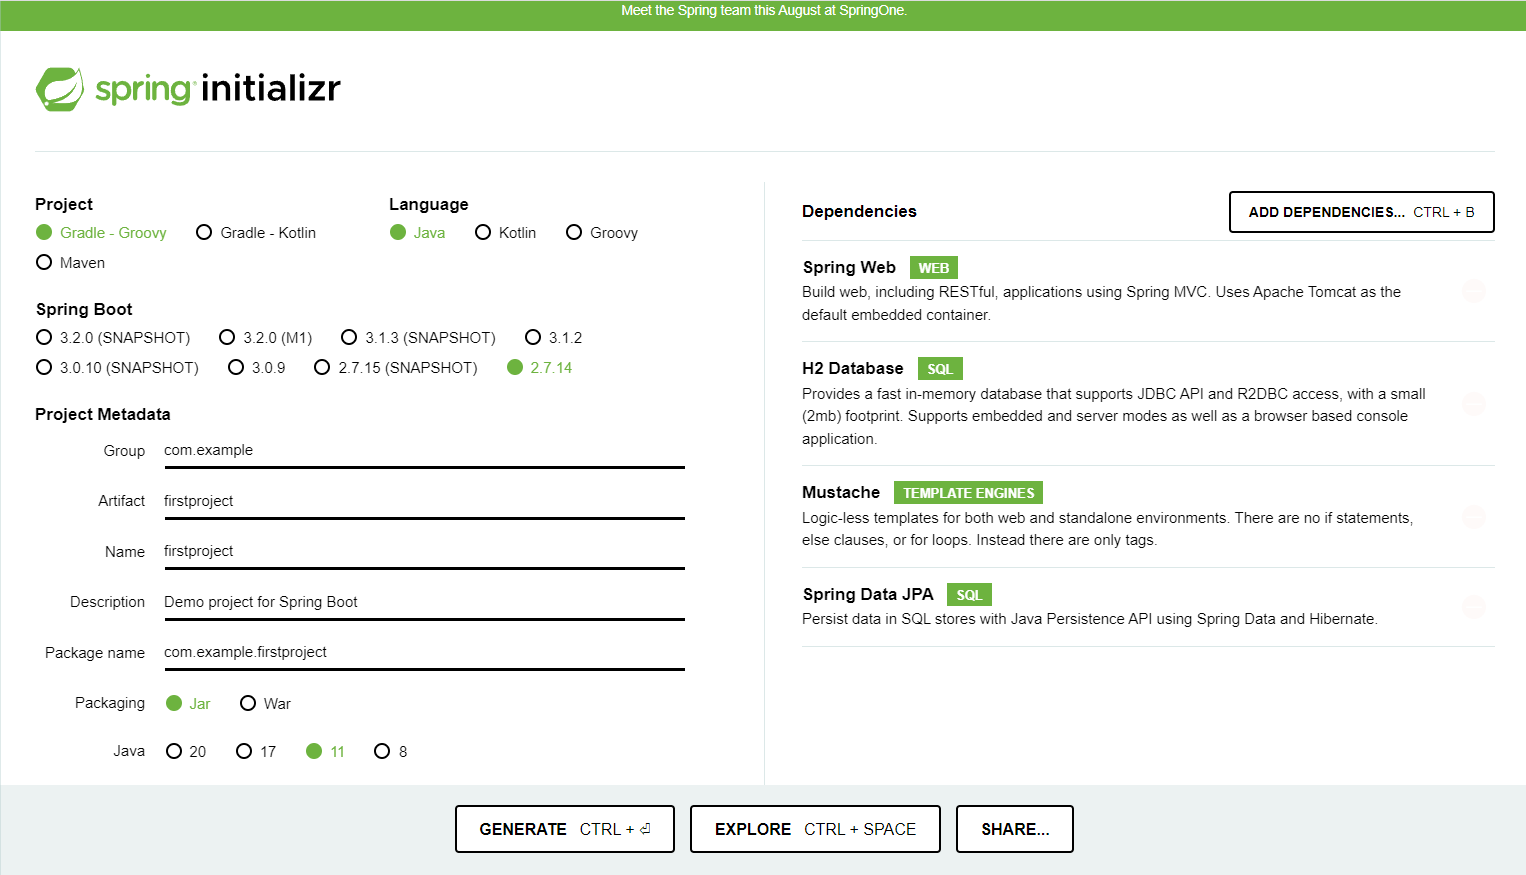 Meet the Spring team this August at SpringOne.
spring initializr
Project
Gradle - Groovy Gradle - Kotlin
Maven
Language
Java Kotlin Groovy
Spring Boot
3.2.0 (SNAPSHOT) 3.2.0 (M1) 3.1.3 (SNAPSHOT) 3.1.2
3.0.10 (SNAPSHOT) 3.0.9 2.7.15 (SNAPSHOT) 2.7.14
Project Metadata
Group com.example
Artifact firstproject
Name firstproject
Description Demo project for Spring Boot
Package name com.example.firstproject
Packaging Jar War
Java 20 17 11 8
Dependencies ADD DEPENDENCIES... CTRL + B
Spring Web WEB
Build web, including RESTful, applications using Spring MVC. Uses Apache Tomcat as the
default embedded container.
H2 Database SQL
Provides a fast in-memory database that supports JDBC API and R2DBC access, with a small
(2mb) footprint. Supports embedded and server modes as well as a browser based console
application.
Mustache TEMPLATE ENGINES
Logic-less templates for both web and standalone environments. There are no if statements,
else clauses, or for loops. Instead there are only tags.
Spring Data JPA SQL
Persist data in SQL stores with Java Persistence API using Spring Data and Hibernate.
GENERATE CTRL + ⏎ EXPLORE CTRL + SPACE SHARE...